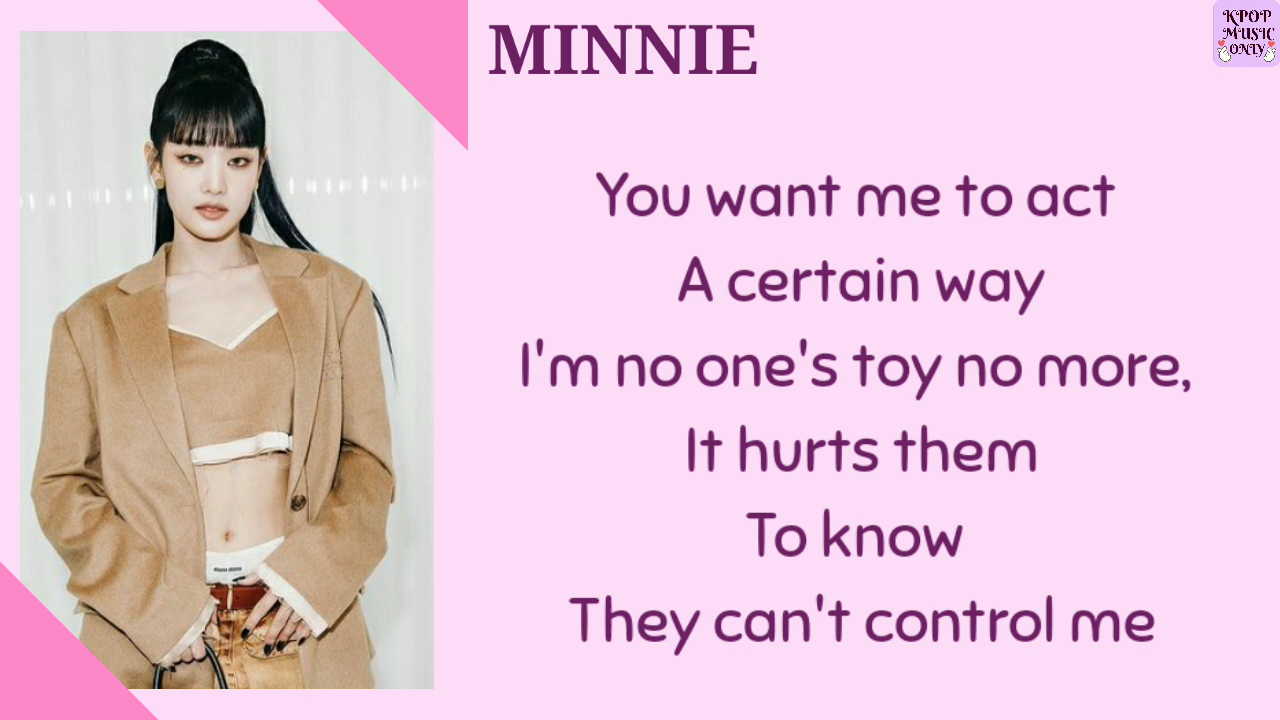 MINNIE
KPOP
MUSIC
ONLY
You want me to act
A certain way
I'm no one's toy no more,
It hurts them
To know
They can't control me